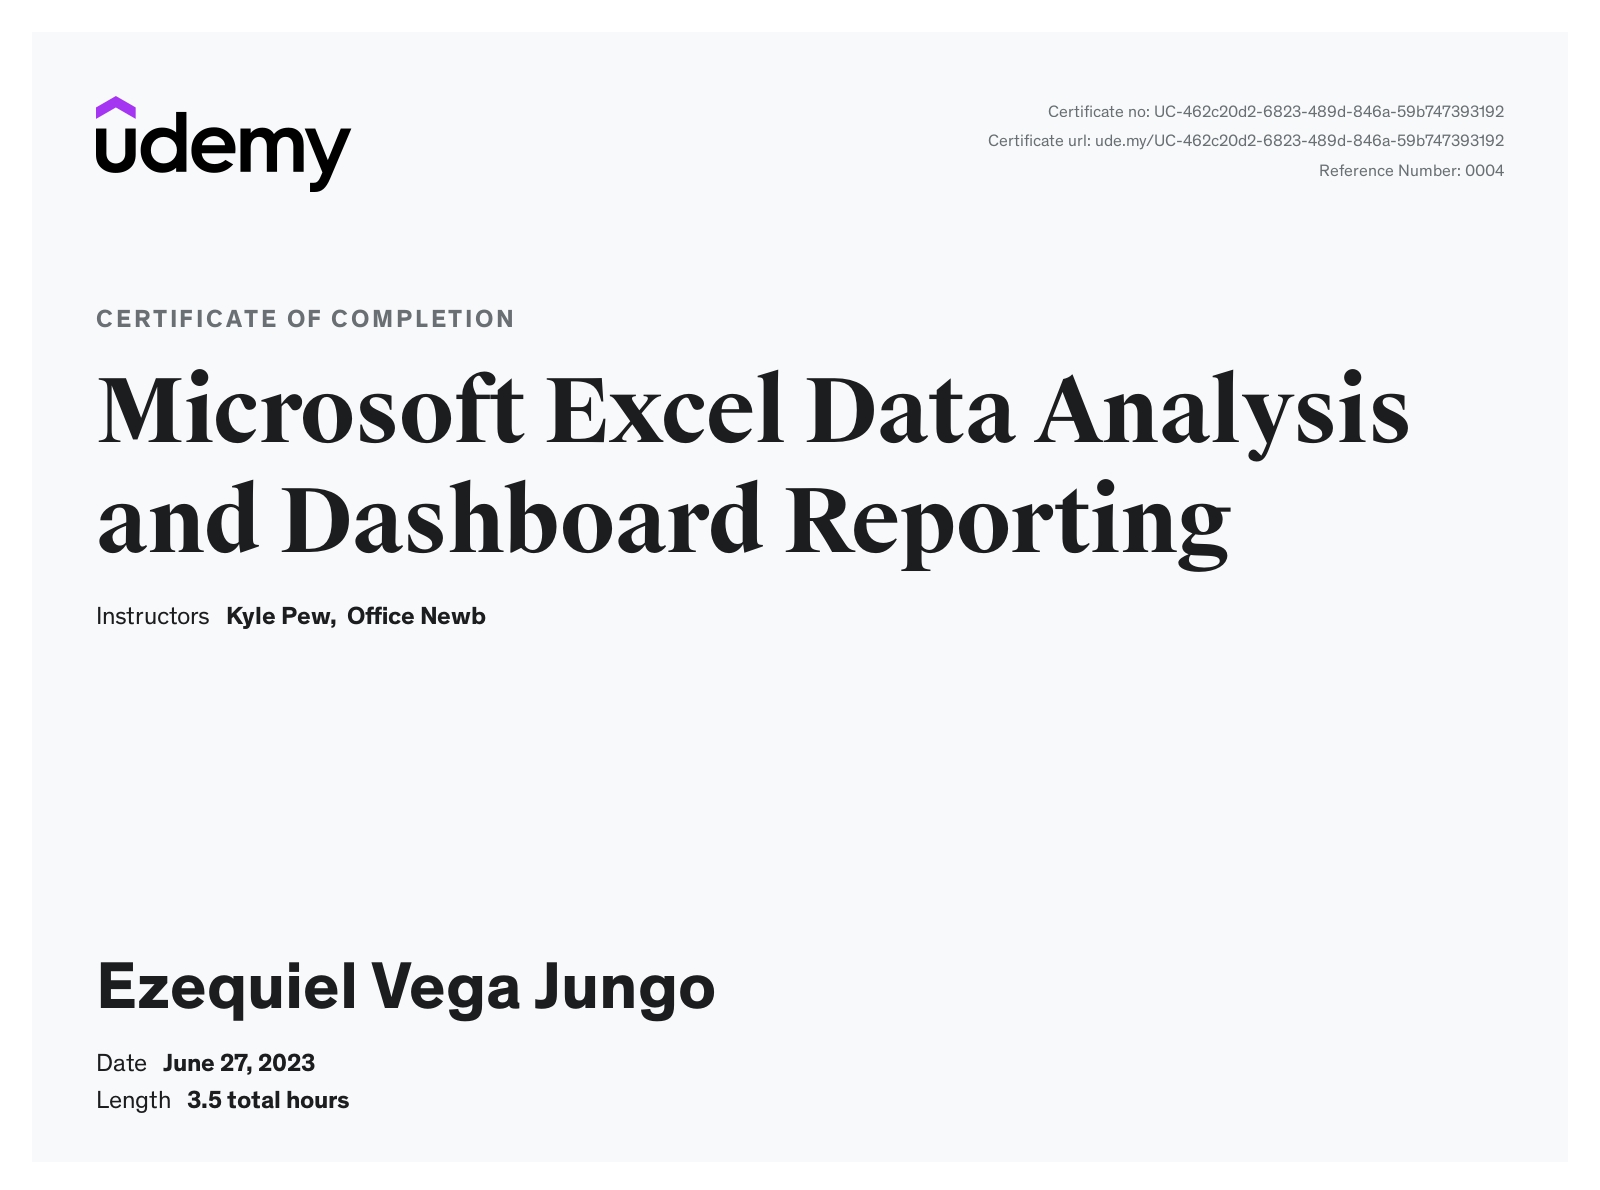 udemy
Certificate no: UC-462c20d2-6823-489d-846a-59b747393192
Certificate url: ude.my/UC-462c20d2-6823-489d-846a-59b747393192
Reference Number: 0004
CERTIFICATE OF COMPLETION
Microsoft Excel Data Analysis
and Dashboard Reporting
Instructors Kyle Pew, Office Newb
Ezequiel Vega Jungo
Date June 27, 2023
Length 3.5 total hours